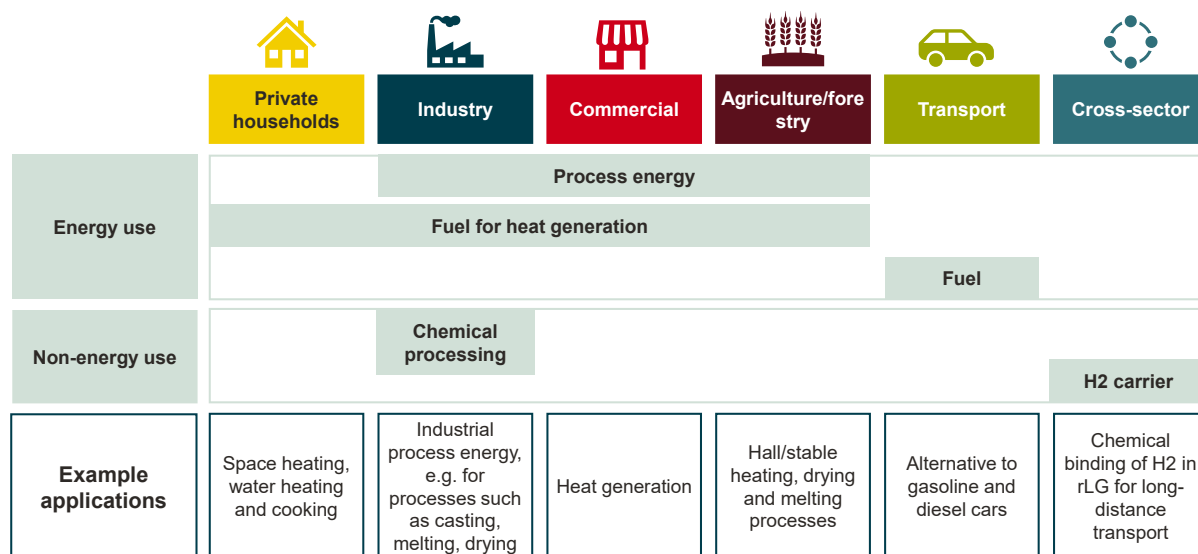 Private
households
Industry
Commercial
Agriculture/fore
stry
Transport
Cross-sector
Energy use
Process energy
Fuel for heat generation
Fuel
Non-energy use
Chemical
processing
H2 carrier
Example
applications
Space heating,
water heating
and cooking
Industrial
process energy,
e.g. for
processes such
as casting,
melting, drying
Heat generation
Hall/stable
heating, drying
and melting
processes
Alternative to
gasoline and
diesel cars
Chemical
binding of H2 in
rLG for long-
distance
transport